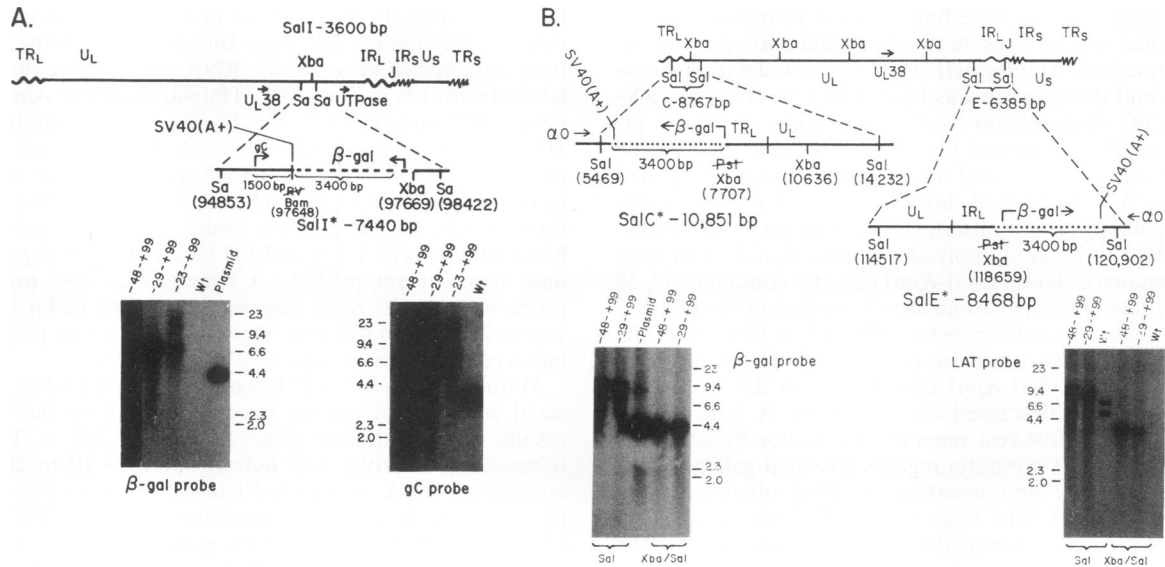 A.
SalI-3600 bp
TRL UL Xba IRL IRS US TRS
UL38 Sa Sa UTPase
SV40(A+)
gC β-gal
1500 bp 3400 bp
Sa RV Bam Xba Sa
(94853) (97648) (97669) (98422)
SalI* -7440 bp
-48-+99
-29-+99
-23-+99
Plasmid
Wt
23
9.4
6.6
4.4
2.3
2.0
β-gal probe
-48-+99
-29-+99
-23-+99
Wt
23
9.4
6.6
4.4
2.3
2.0
gC probe
B.
TRL Xba Xba Xba Xba IRL IRS TRS
Sal Sal UL UL38 Sal Sal US
C-8767 bp E-6385 bp
SV40(A+)
α0 β-gal TRL UL
Sal 3400 bp Pst Xba Xba Sal
(5469) (7707) (10636) (14232)
SalC* -10,851 bp
SV40(A+)
UL IRL β-gal α0
Sal Pst Xba 3400 bp Sal
(114517) (118659) (120,902)
SalE* -8468 bp
-48-+99
-29-+99
-Plasmid
-48-+99
-29-+99
β-gal probe
23
9.4
6.6
4.4
2.3
2.0
Sal Xba/Sal
-48-+99
-29-+99
Wt
-48-+99
-29-+99
Wt
LAT probe
23
9.4
6.6
4.4
2.3
2.0
Sal Xba/Sal